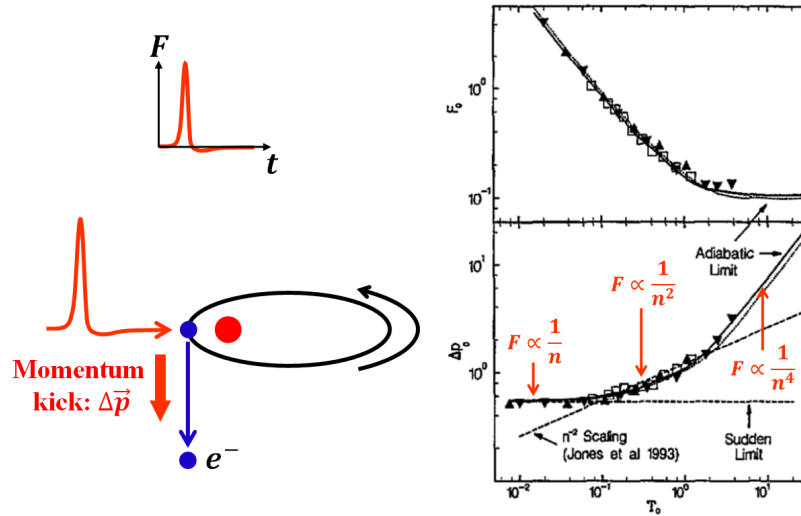 F
t
Momentum
kick: Δp⃗
e⁻
F₀
10⁰
10⁻¹
Adiabatic
Limit
Δp₀
10¹
10⁰
F ∝ 1/n
F ∝ 1/n²
F ∝ 1/n⁴
n⁻² Scaling
(Jones et al 1993)
Sudden
Limit
10⁻² 10⁻¹ 10⁰ 10¹
T₀